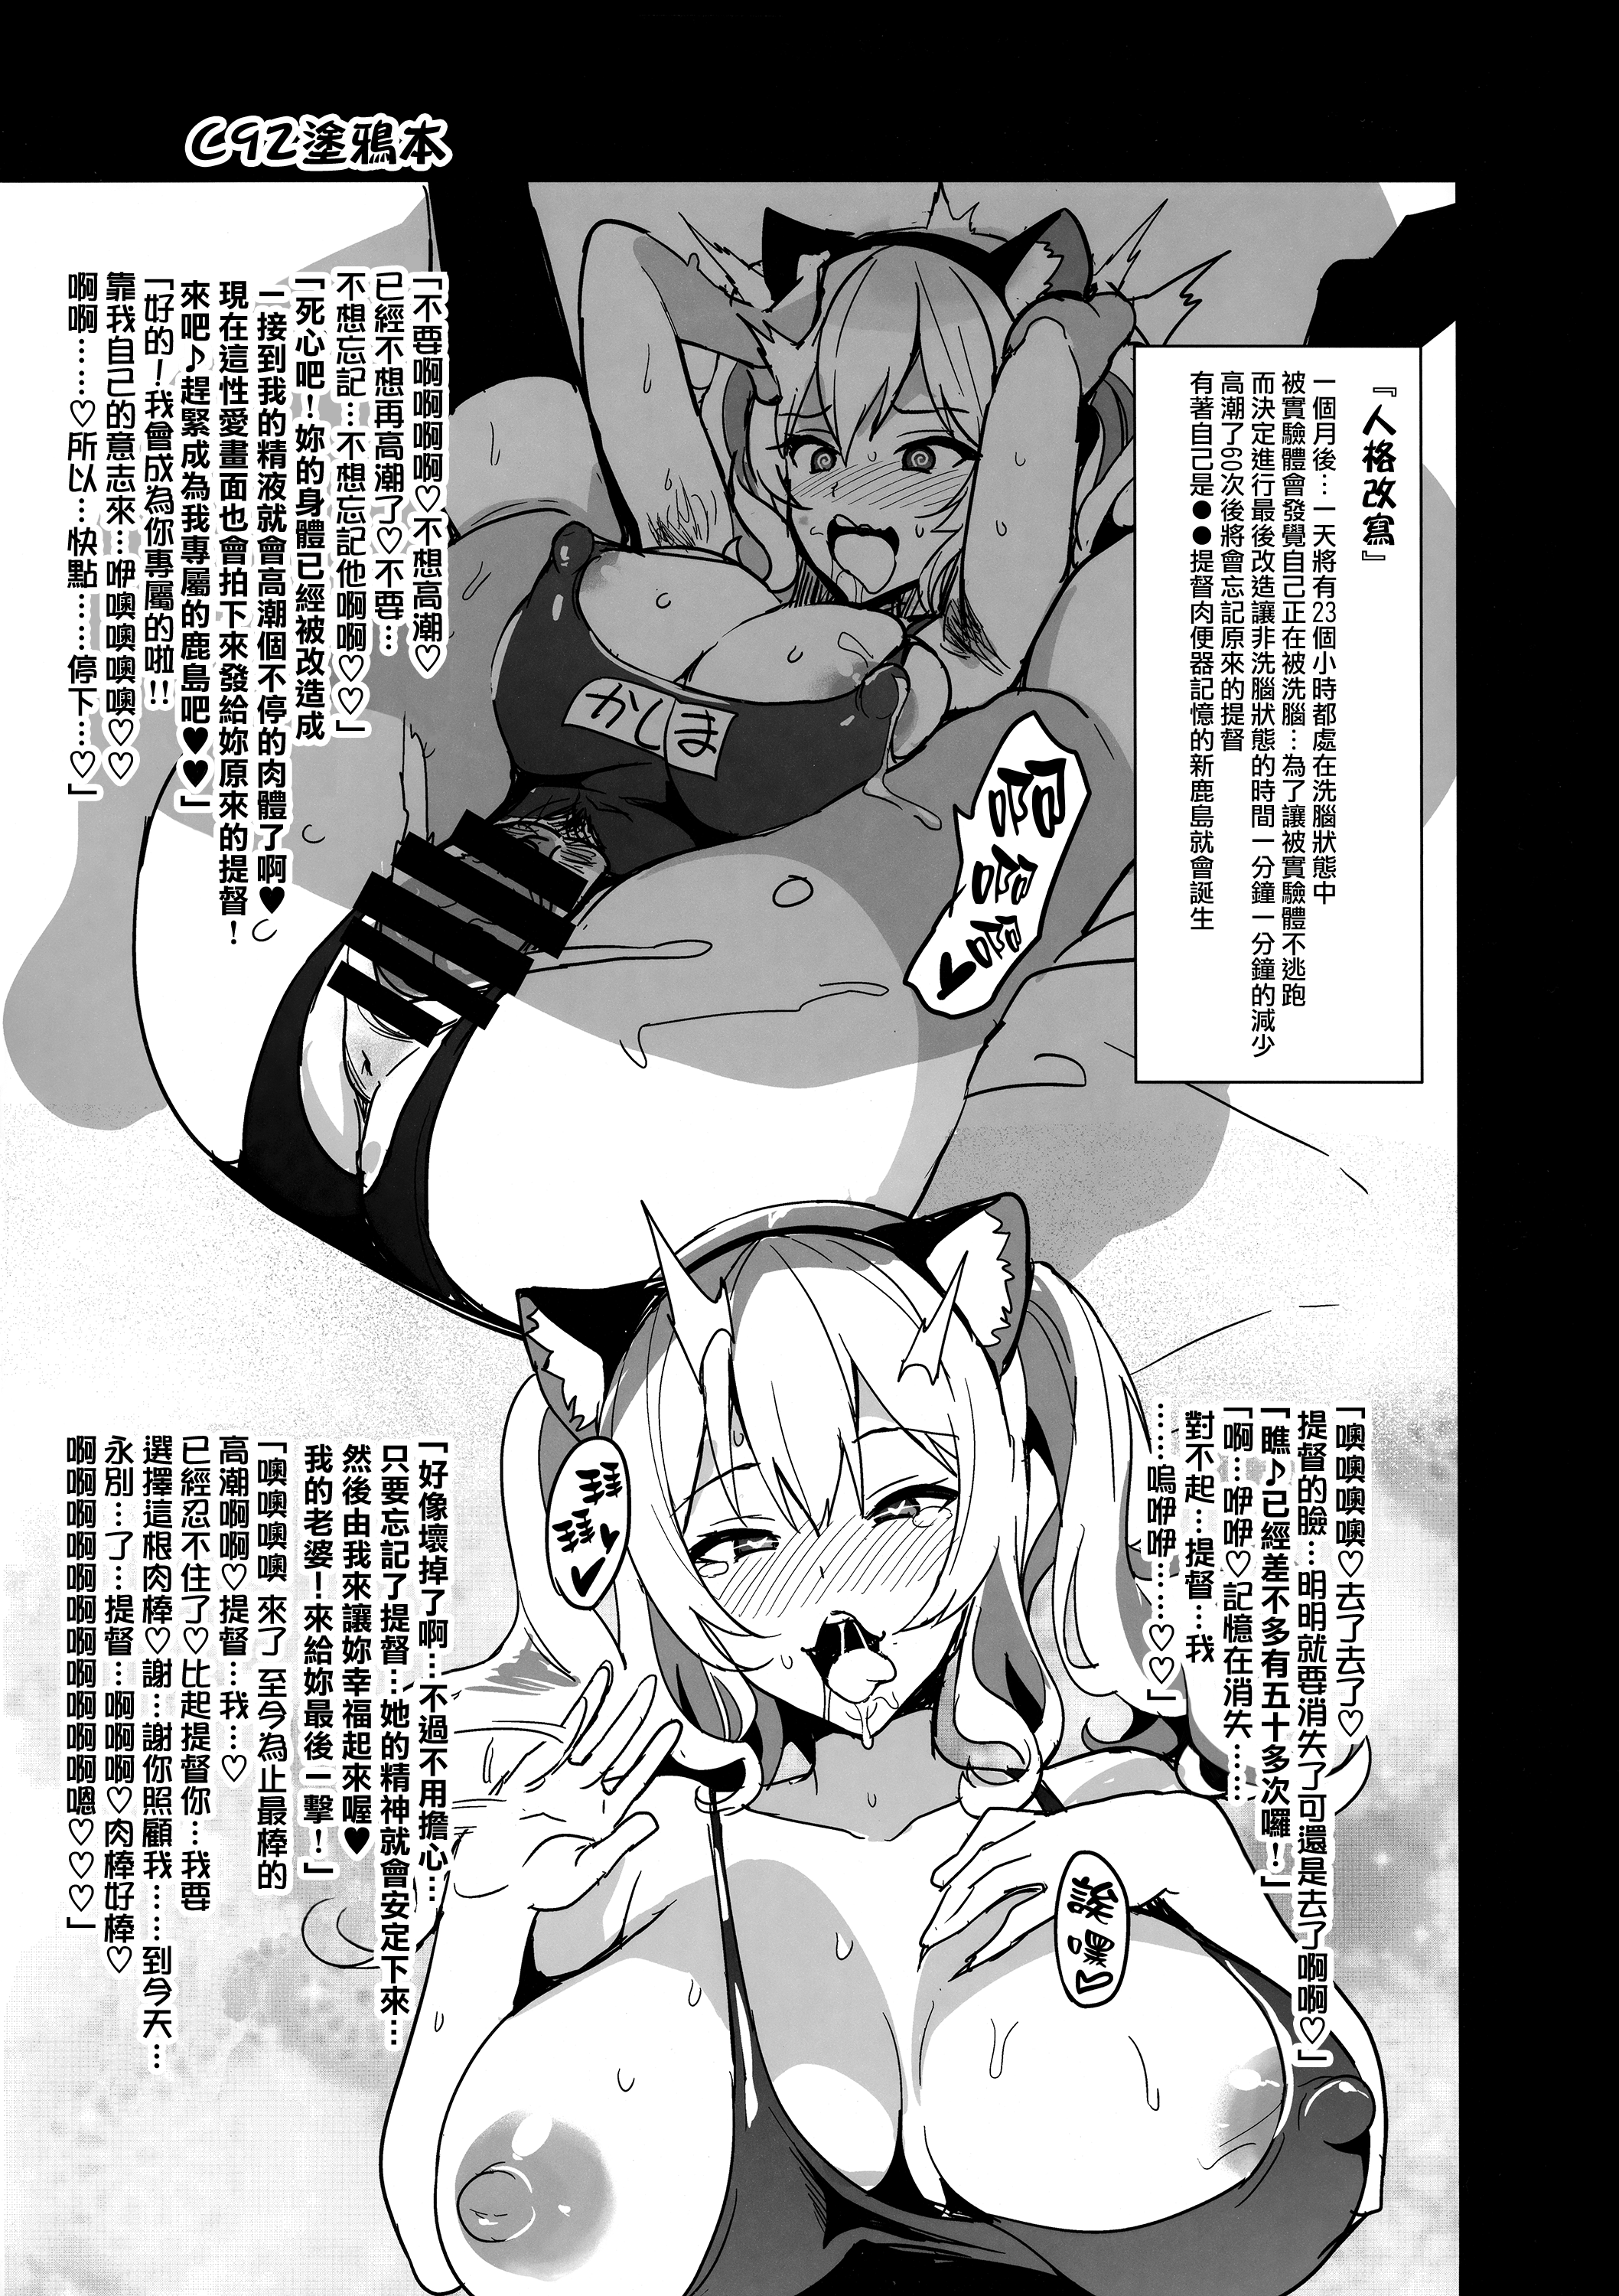 C92塗鴉本
『人格改寫』
一個月後…一天將有23個小時都處在洗腦狀態中
被實驗體會發覺自己正在被洗腦…為了讓被實驗體不逃跑
而決定進行最後改造讓非洗腦狀態的時間一分鐘一分鐘的減少
高潮了60次後將會忘記原來的提督
有著自己是●●提督肉便器記憶的新鹿島就會誕生
「不要啊啊啊啊啊♡不想高潮♡
已經不想再高潮了♡不要…
不想忘記…不想忘記他啊啊♡♡」
「死心吧！妳的身體已經被改造成
一接到我的精液就會高潮個不停的肉體了啊♥
現在這性愛畫面也會拍下來發給妳原來的提督！
來吧♪趕緊成為我專屬的鹿島吧♥♥」
「好的！我會成為你專屬的啦!!
靠我自己的意志來…咿噢噢噢噢♡♡
啊啊……♡所以…快點……停下…♡」
かしま
「噢噢噢噢噢♡去了去了♡
提督的臉…明明就要消失了可還是去了啊啊♡」
「瞧♪已經差不多有五十多次囉！」
「啊…咿咿♡記憶在消失……
對不起…提督…我
……嗚咿咿……♡♡」
誒嘿♡
「好像壞掉了啊…不過不用擔心…
只要忘記了提督…她的精神就會安定下來…
然後由我來讓妳幸福起來喔♥
我的老婆！來給妳最後一擊！」
「噢噢噢噢 來了 至今為止最棒的
高潮啊啊♡提督…我…♡
已經忍不住了♡比起提督你…我要
選擇這根肉棒♡謝…謝你照顧我……到今天…
永別…了…提督…啊啊啊♡肉棒好棒♡
啊啊啊啊啊啊啊啊啊啊啊嗯♡♡♡」